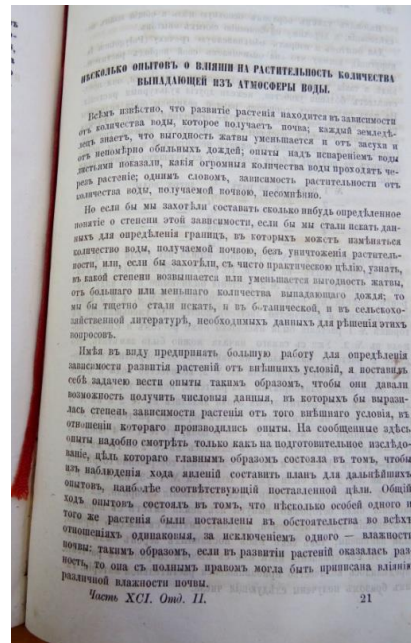 НѢСКОЛЬКО ОПЫТОВЪ О ВЛІЯНІИ НА РАСТИТЕЛЬНОСТЬ КОЛИЧЕСТВА
ВЫПАДАЮЩЕЙ ИЗЪ АТМОСФЕРЫ ВОДЫ.
Всѣмъ извѣстно, что развитіе растенія находится въ зависимости
отъ количества воды, которое получаетъ почва; каждый земледѣ-
лецъ знаетъ, что выгодность жатвы уменьшается и отъ засухи и
отъ непомѣрно обильныхъ дождей; опыты надъ испареніемъ воды
листьями показали, какія огромныя количества воды проходятъ че-
резъ растеніе; однимъ словомъ, зависимость растительности отъ
количества воды, получаемой почвою, несомнѣнно.
Но если бы мы захотѣли составать сколько нибудь опредѣленное
понятіе о степени этой зависимости, если бы мы стали искать дан-
ныхъ для опредѣленія границъ, въ которыхъ можетъ измѣняться
количество воды, получаемой почвою, безъ уничтоженія раститель-
ности, или, если бы захотѣли, съ чисто практическою цѣлію, узнать,
въ какой степени возвышается или уменьшается выгодность жатвы,
отъ большаго или меньшаго количества выпадающаго дождя; то
мы бы тщетно стали искать, и въ ботанической, и въ сельскохо-
зяйственной литературѣ, необходимыхъ данныхъ для рѣшенія этихъ
вопросовъ.
Имѣя въ виду предпринять большую работу для опредѣленія
зависимости развитія растеній отъ внѣшнихъ условій, я поставилъ
себѣ задачею вести опыты такимъ образомъ, чтобы они давали
возможность получить числовыя данныя, въ которыхъ бы вырази-
лась степень зависимости растенія отъ того внѣшняго условія, въ
отношеніи котораго производились опыты. На сообщенные здѣсь
опыты надобно смотрѣть только какъ на подготовительное изслѣдо-
ваніе, цѣль котораго главнымъ образомъ состояла въ томъ, чтобы
изъ наблюденія хода явленій составить планъ для дальнѣйшихъ
опытовъ, наиболѣе соотвѣтствующій поставленной цѣли. Общій
ходъ опытовъ состоялъ въ томъ, что нѣсколько особей одного и
того же растенія были поставлены въ обстоятельства во всѣхъ
отношеніяхъ одинаковыя, за исключеніемъ одного — влажности
почвы: такимъ образомъ, если въ развитіи растеній оказалась раз
ность, то она съ полнымъ правомъ могла быть приписана вліянію
различной влажности почвы.
Часть XCI. Отд. II. 21